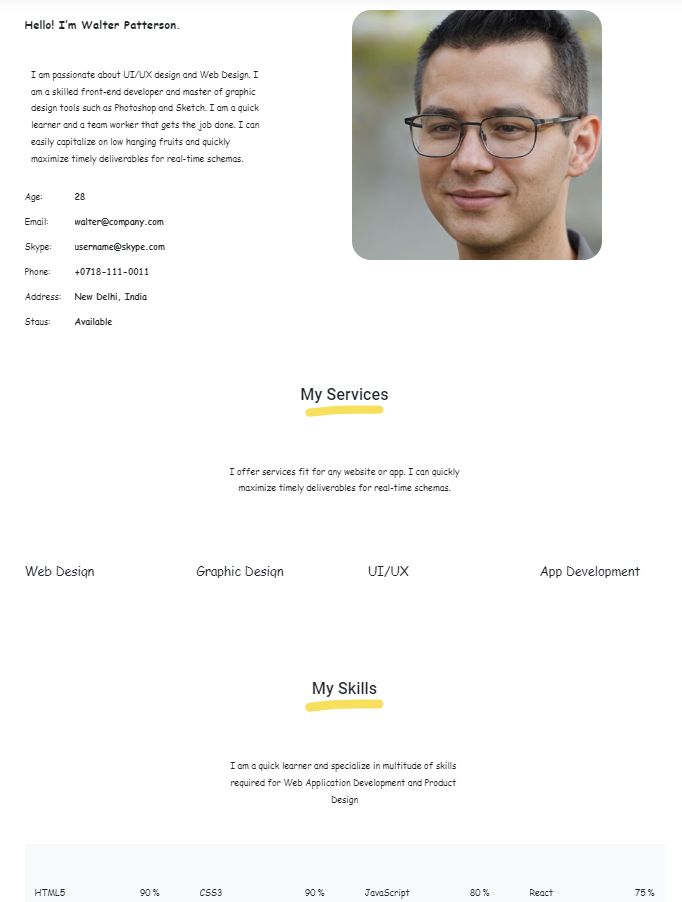 Hello! I'm Walter Patterson.
I am passionate about UI/UX design and Web Design. I
am a skilled front-end developer and master of graphic
design tools such as Photoshop and Sketch. I am a quick
learner and a team worker that gets the job done. I can
easily capitalize on low hanging fruits and quickly
maximize timely deliverables for real-time schemas.
Age: 28
Email: walter@company.com
Skype: username@skype.com
Phone: +0718-111-0011
Address: New Delhi, India
Staus: Available
My Services
I offer services fit for any website or app. I can quickly
maximize timely deliverables for real-time schemas.
Web Design Graphic Design UI/UX App Development
My Skills
I am a quick learner and specialize in multitude of skills
required for Web Application Development and Product
Design
HTML5 90 % CSS3 90 % JavaScript 80 % React 75 %